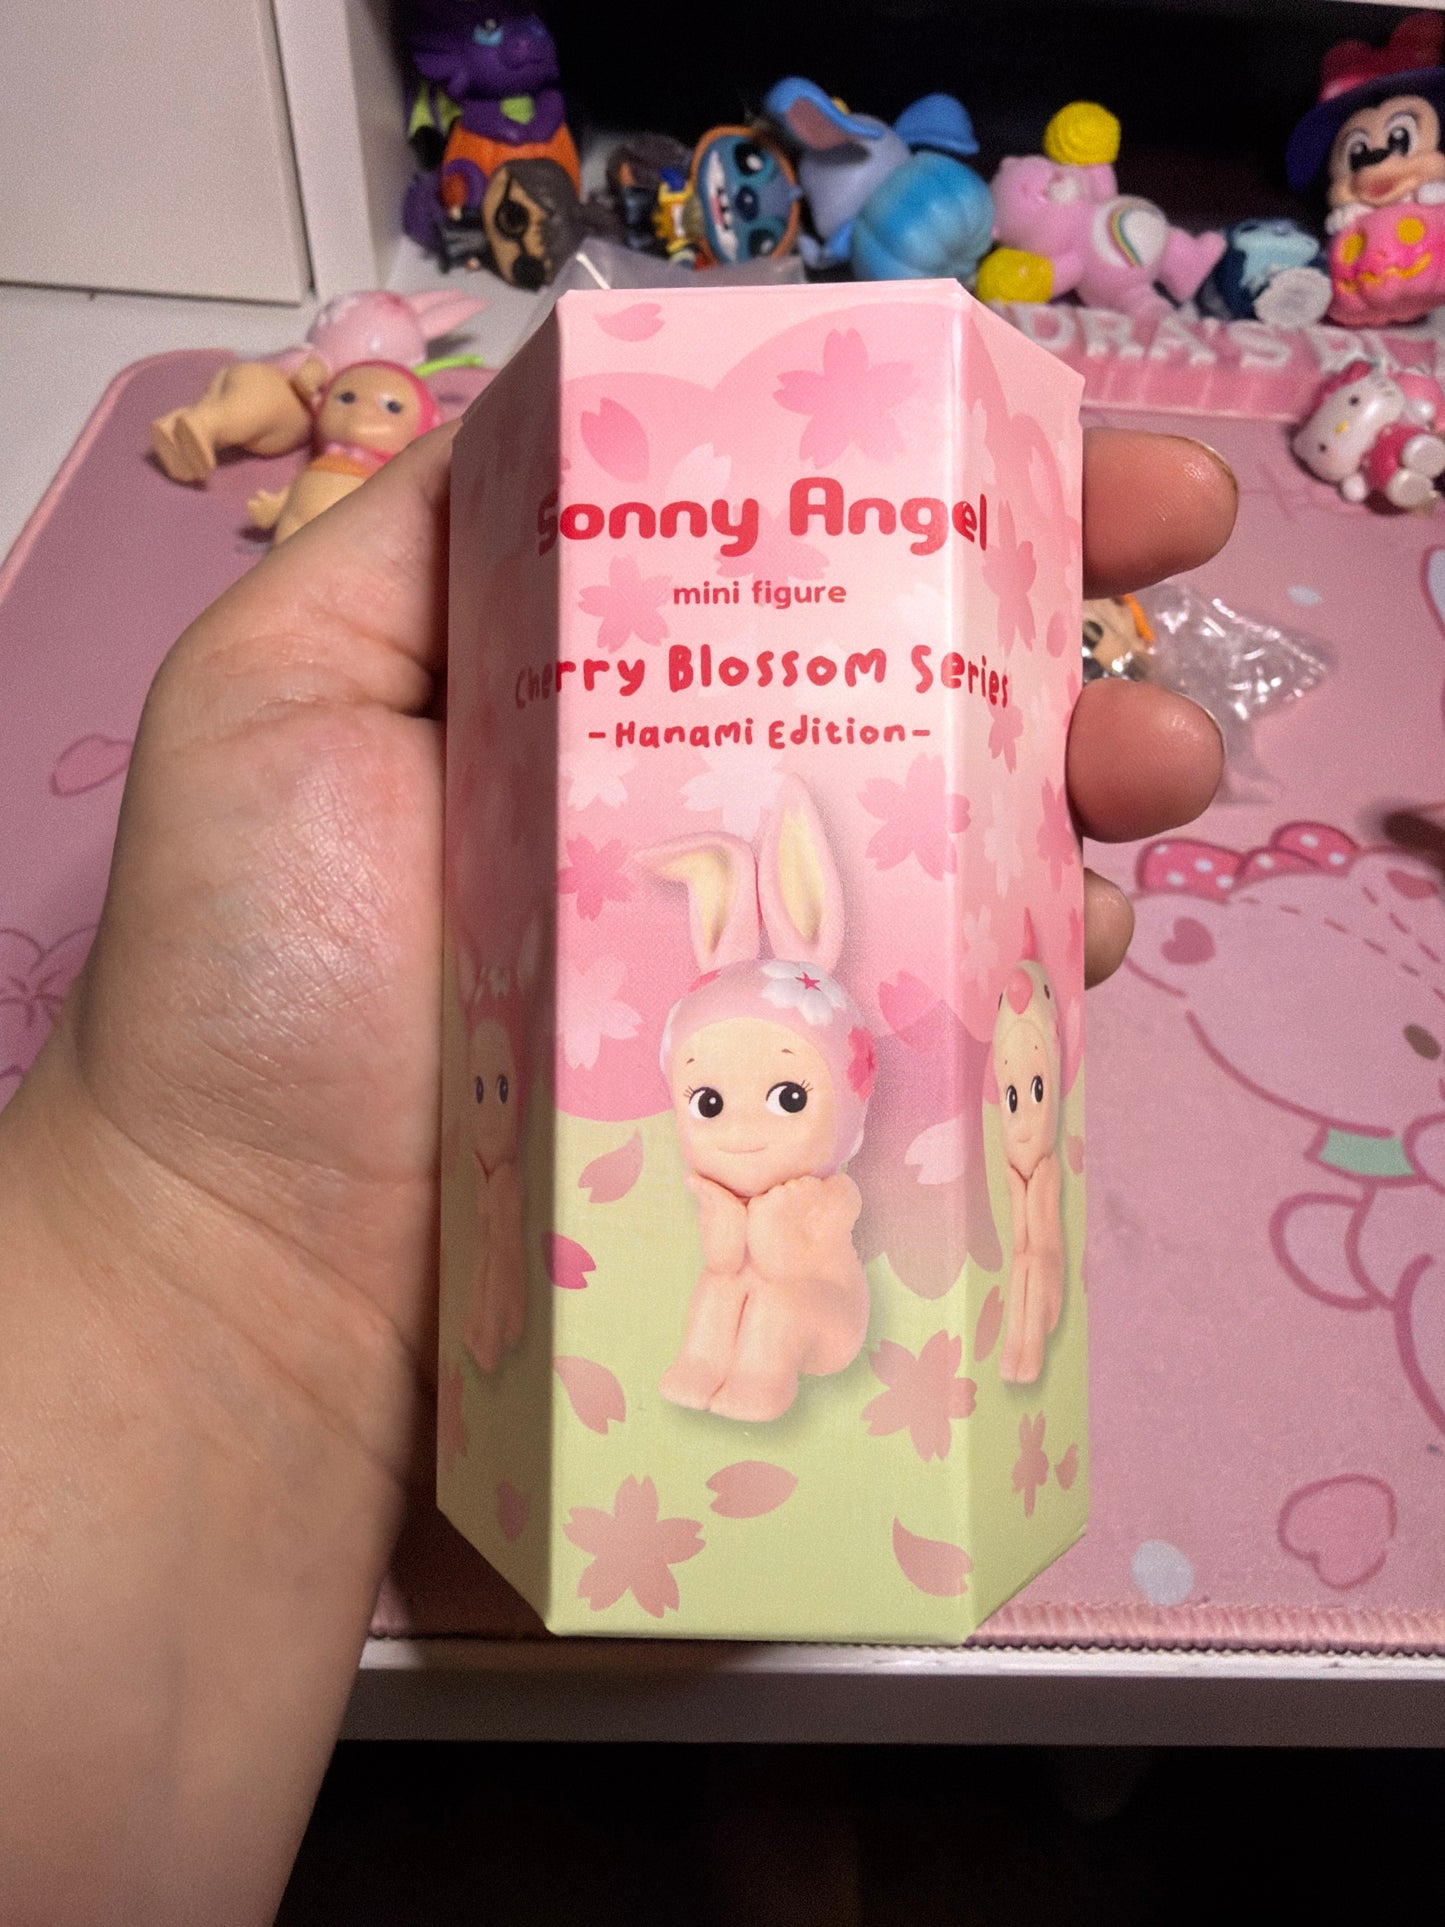 Sonny Angel
mini figure
Cherry Blossom Series
-Hanami Edition-